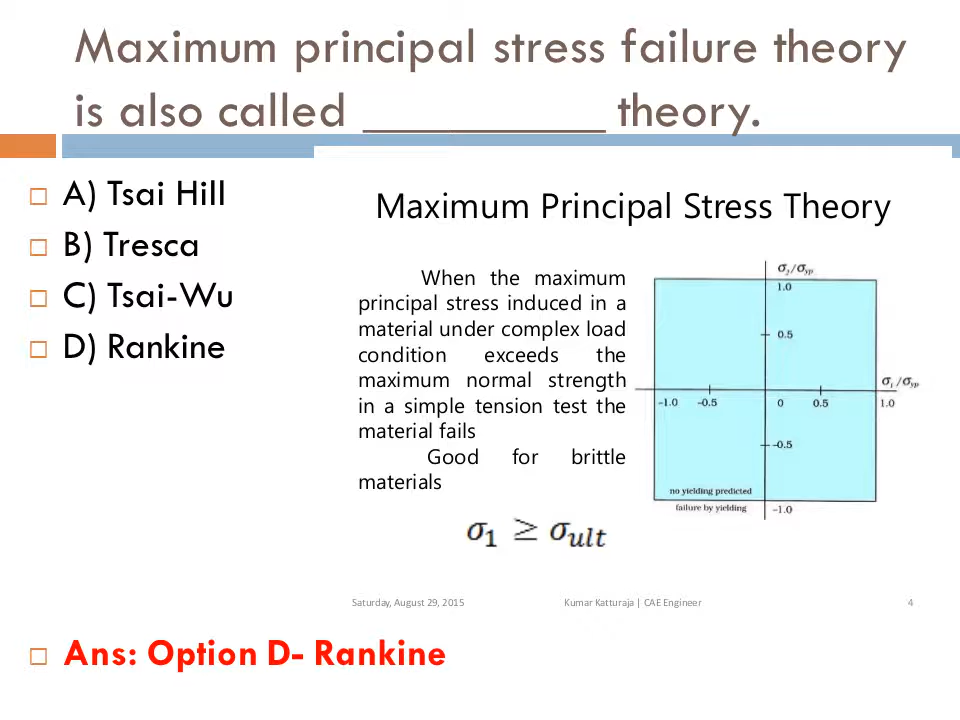 Maximum principal stress failure theory
is also called __________ theory.
A) Tsai Hill
B) Tresca
C) Tsai-Wu
D) Rankine
Maximum Principal Stress Theory
When the maximum
principal stress induced in a
material under complex load
condition exceeds the
maximum normal strength
in a simple tension test the
material fails
Good for brittle
materials
σ₁ ≥ σult
σ₂/σyp
1.0
0.5
σ₁/σyp
-1.0 -0.5 0 0.5 1.0
-0.5
no yielding predicted
failure by yielding -1.0
Saturday, August 29, 2015 Kumar Katturaja | CAE Engineer 4
Ans: Option D- Rankine